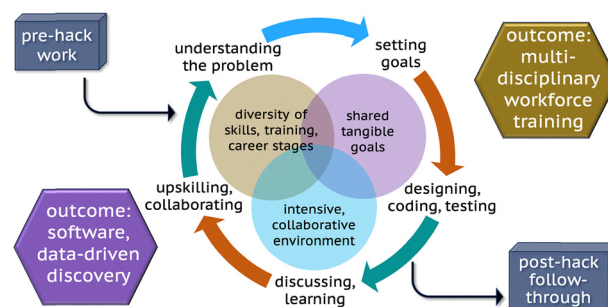 pre-hack
work
understanding
the problem
setting
goals
outcome:
multi-
disciplinary
workforce
training
diversity of
skills, training,
career stages
shared
tangible
goals
upskilling,
collaborating
designing,
coding, testing
intensive,
collaborative
environment
outcome:
software,
data-driven
discovery
discussing,
learning
post-hack
follow-
through